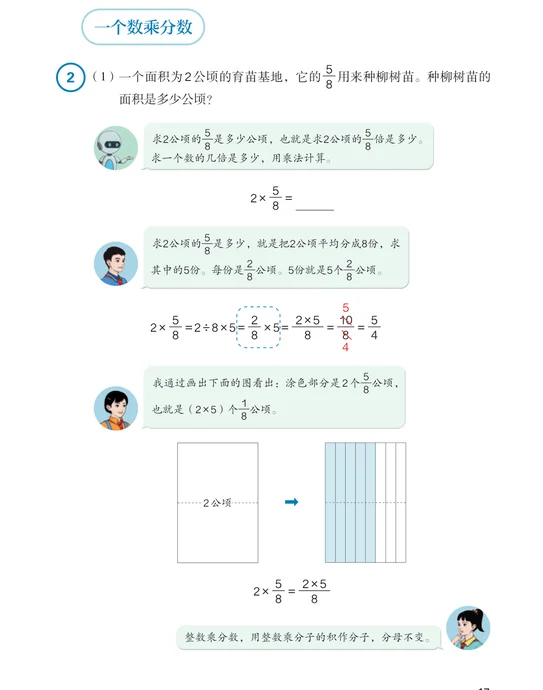 一个数乘分数
2 （1）一个面积为2公顷的育苗基地，它的5/8用来种柳树苗。种柳树苗的
面积是多少公顷？
求2公顷的5/8是多少公顷，也就是求2公顷的5/8倍是多少。
求一个数的几倍是多少，用乘法计算。
2×5/8=______
求2公顷的5/8是多少，就是把2公顷平均分成8份，求
其中的5份。每份是2/8公顷。5份就是5个2/8公顷。
2×5/8=2÷8×5=2/8×5=2×5/8=10/8=5/4
5
4
我通过画出下面的图看出：涂色部分是2个5/8公顷，
也就是（2×5）个1/8公顷。
2公顷
2×5/8=2×5/8
整数乘分数，用整数乘分子的积作分子，分母不变。